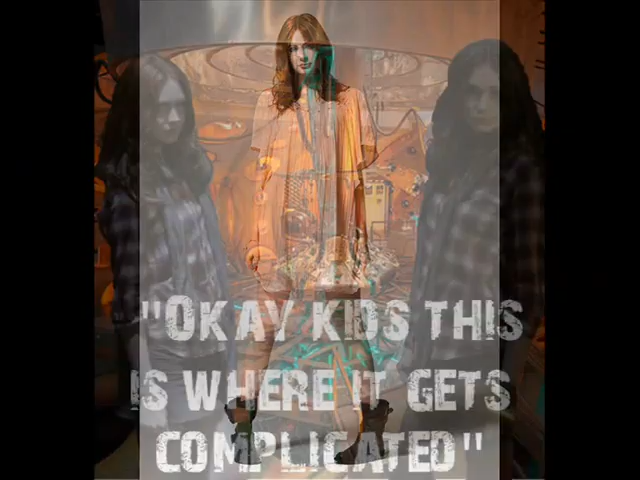 "Okay kids this
is where it gets
complicated"